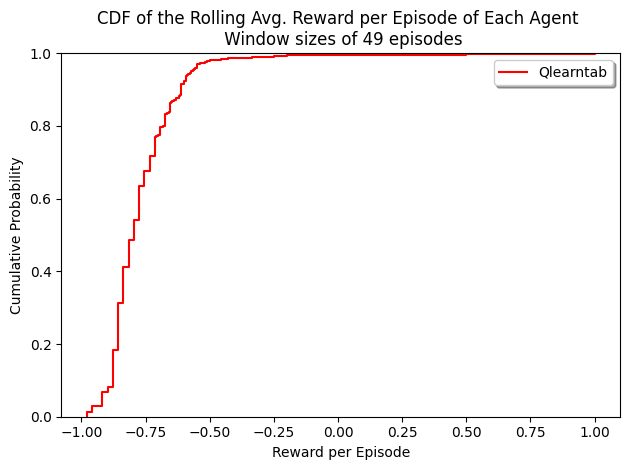 CDF of the Rolling Avg. Reward per Episode of Each Agent
Window sizes of 49 episodes
Qlearntab
1.0
0.8
0.6
0.4
0.2
0.0
Cumulative Probability
−1.00 −0.75 −0.50 −0.25 0.00 0.25 0.50 0.75 1.00
Reward per Episode